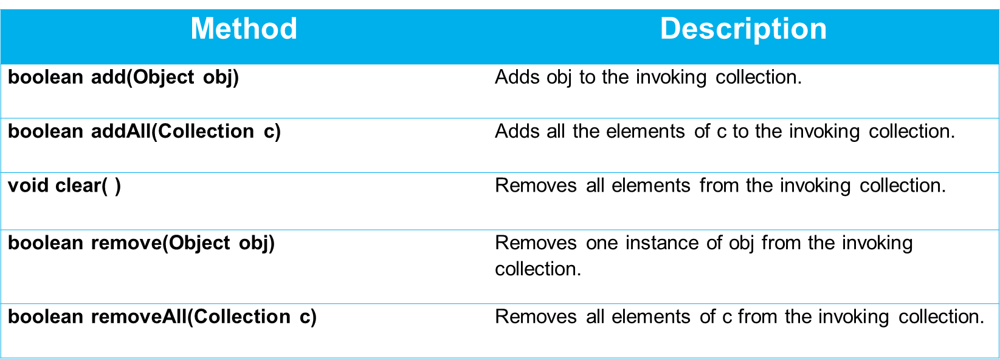 Method Description
boolean add(Object obj) Adds obj to the invoking collection.
boolean addAll(Collection c) Adds all the elements of c to the invoking collection.
void clear( ) Removes all elements from the invoking collection.
boolean remove(Object obj) Removes one instance of obj from the invoking
collection.
boolean removeAll(Collection c) Removes all elements of c from the invoking collection.